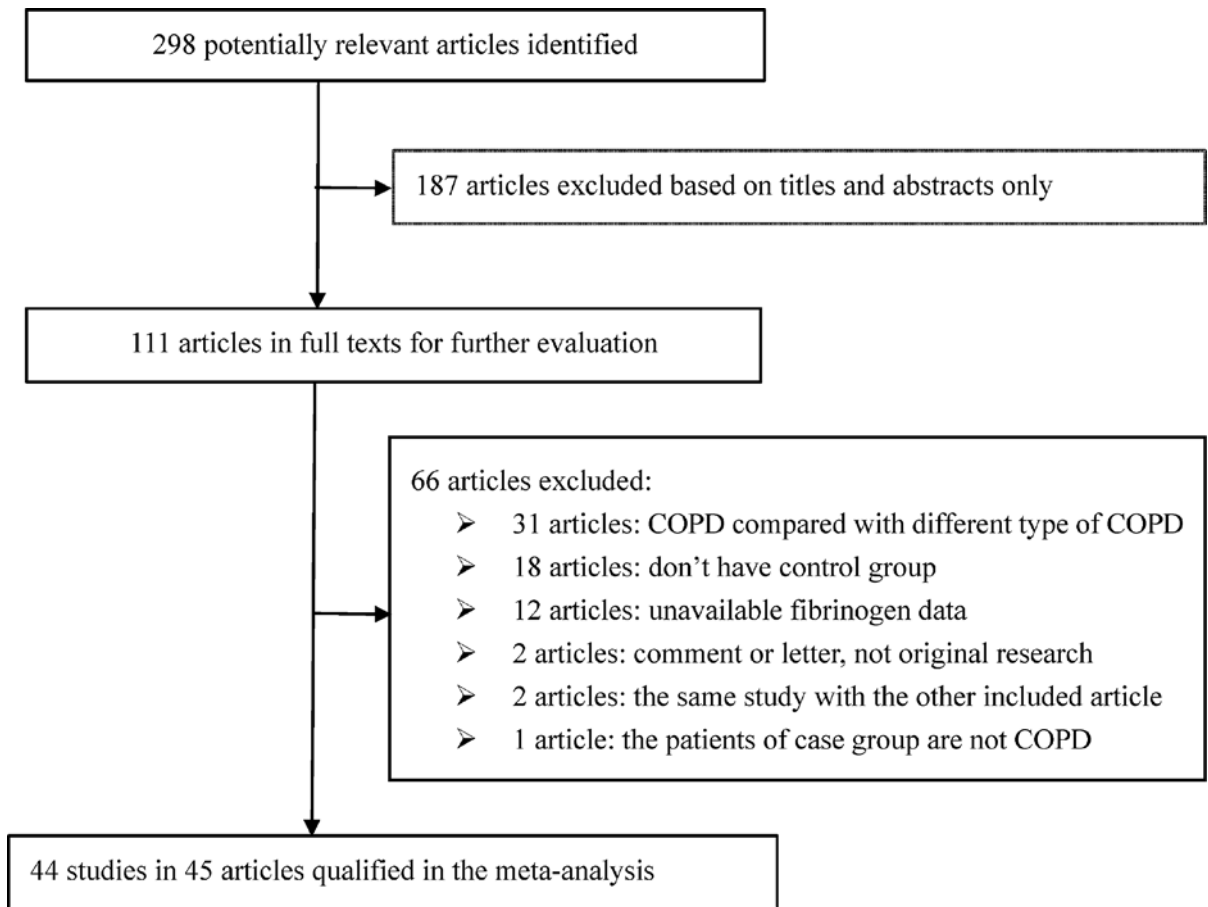 298 potentially relevant articles identified
187 articles excluded based on titles and abstracts only
111 articles in full texts for further evaluation
66 articles excluded:
➢ 31 articles: COPD compared with different type of COPD
➢ 18 articles: don’t have control group
➢ 12 articles: unavailable fibrinogen data
➢ 2 articles: comment or letter, not original research
➢ 2 articles: the same study with the other included article
➢ 1 article: the patients of case group are not COPD
44 studies in 45 articles qualified in the meta-analysis